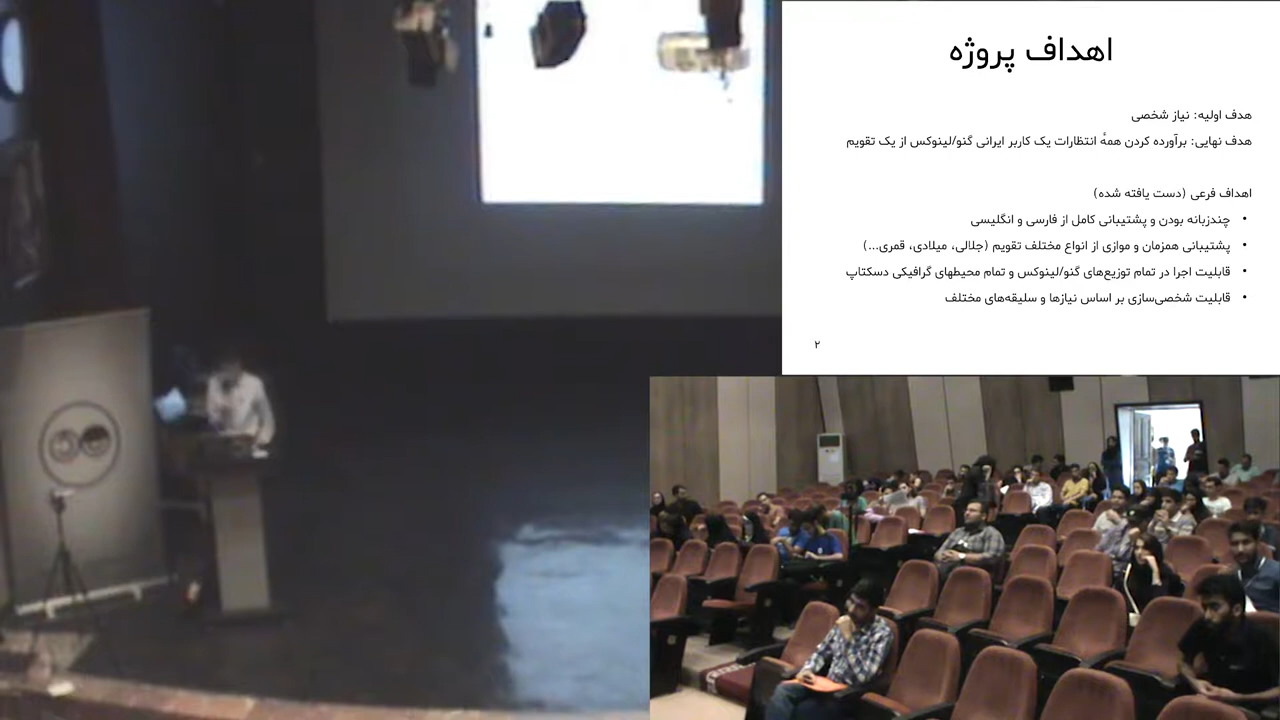 اهداف پروژه
هدف اولیه: نیاز شخصی
هدف نهایی: برآورده کردن همهٔ انتظارات یک کاربر ایرانی گنو/لینوکس از یک تقویم
اهداف فرعی (دست یافته شده)
• چندزبانه بودن و پشتیبانی کامل از فارسی و انگلیسی
• پشتیبانی همزمان و موازی از انواع مختلف تقویم (جلالی، میلادی، قمری...)
• قابلیت اجرا در تمام توزیع‌های گنو/لینوکس و تمام محیطهای گرافیکی دسکتاپ
• قابلیت شخصی‌سازی بر اساس نیازها و سلیقه‌های مختلف
۲